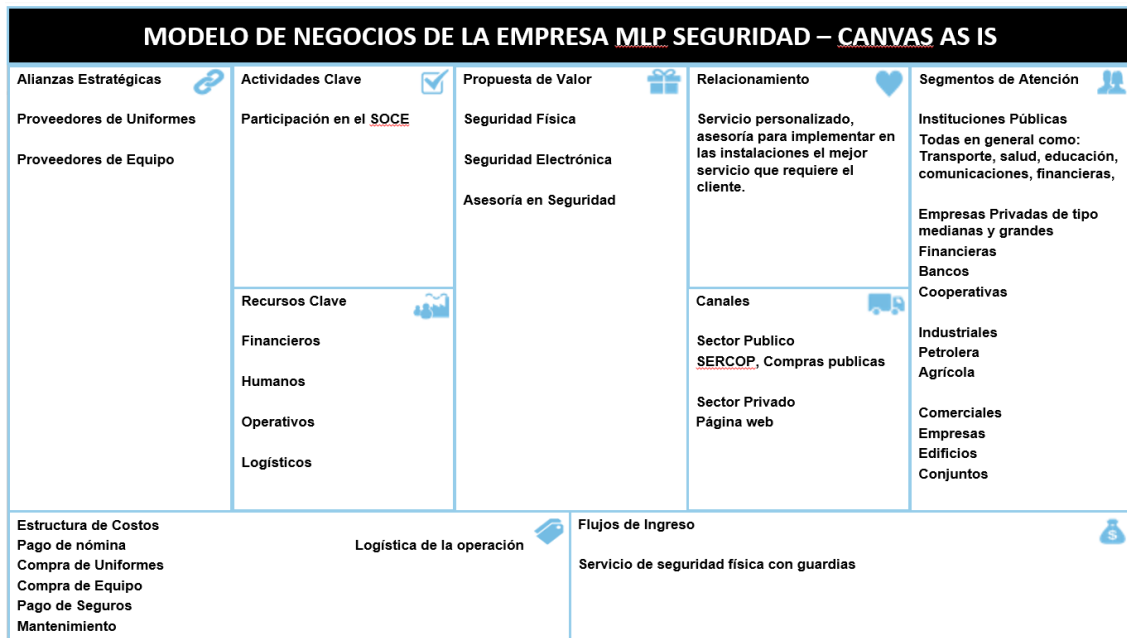 MODELO DE NEGOCIOS DE LA EMPRESA MLP SEGURIDAD – CANVAS AS IS
Alianzas Estratégicas
Proveedores de Uniformes
Proveedores de Equipo
Actividades Clave
Participación en el SOCE
Recursos Clave
Financieros
Humanos
Operativos
Logísticos
Propuesta de Valor
Seguridad Física
Seguridad Electrónica
Asesoría en Seguridad
Relacionamiento
Servicio personalizado,
asesoría para implementar en
las instalaciones el mejor
servicio que requiere el
cliente.
Canales
Sector Publico
SERCOP, Compras publicas
Sector Privado
Página web
Segmentos de Atención
Instituciones Públicas
Todas en general como:
Transporte, salud, educación,
comunicaciones, financieras,
Empresas Privadas de tipo
medianas y grandes
Financieras
Bancos
Cooperativas
Industriales
Petrolera
Agrícola
Comerciales
Empresas
Edificios
Conjuntos
Estructura de Costos
Pago de nómina
Compra de Uniformes
Compra de Equipo
Pago de Seguros
Mantenimiento
Logística de la operación
Flujos de Ingreso
Servicio de seguridad física con guardias
$